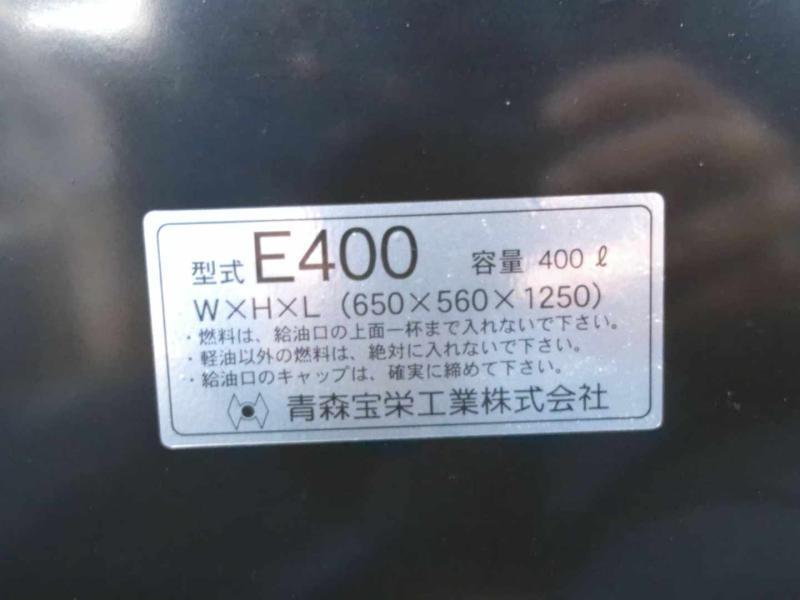 型式 E400 容量 400ℓ
W×H×L (650×560×1250)
・燃料は、給油口の上面一杯まで入れないで下さい。
・軽油以外の燃料は、絶対に入れないで下さい。
・給油口のキャップは、確実に締めて下さい。
青森宝栄工業株式会社